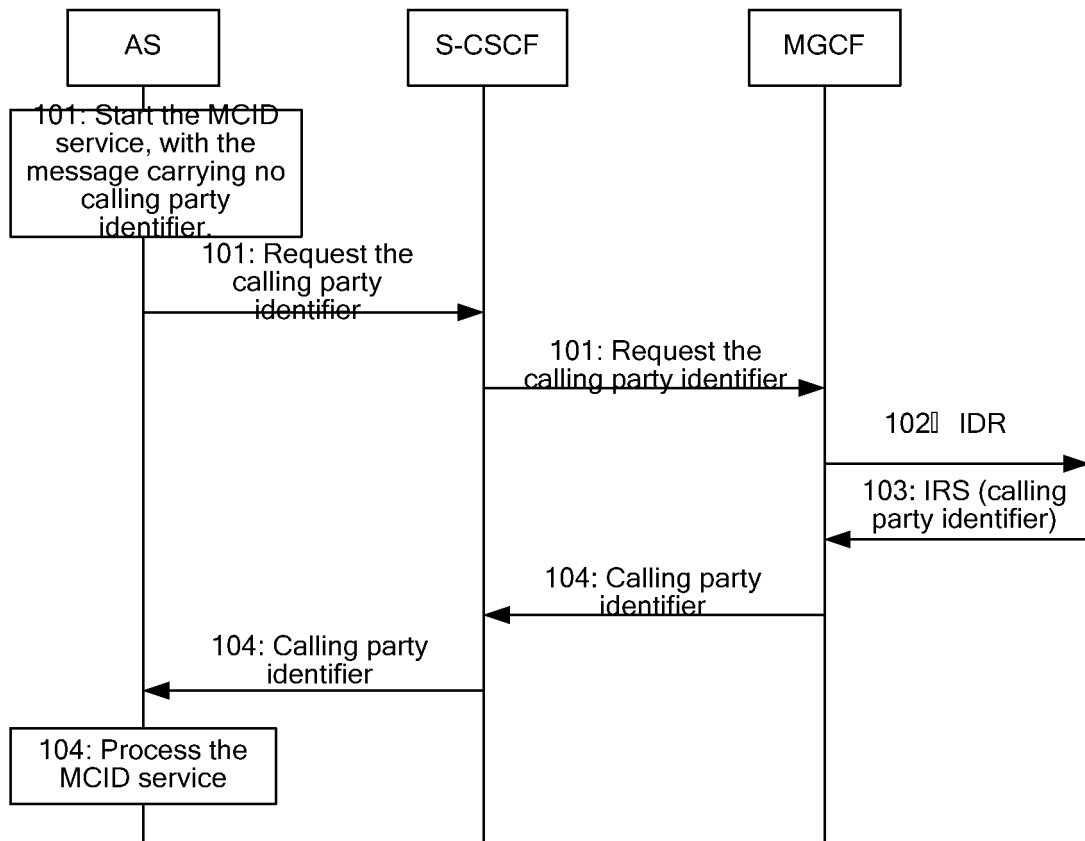 AS
S-CSCF
MGCF
101: Start the MCID
service, with the
message carrying no
calling party
identifier.
101: Request the
calling party
identifier
101: Request the
calling party identifier
102▯ IDR
103: IRS (calling
party identifier)
104: Calling party
identifier
104: Calling party
identifier
104: Process the
MCID service